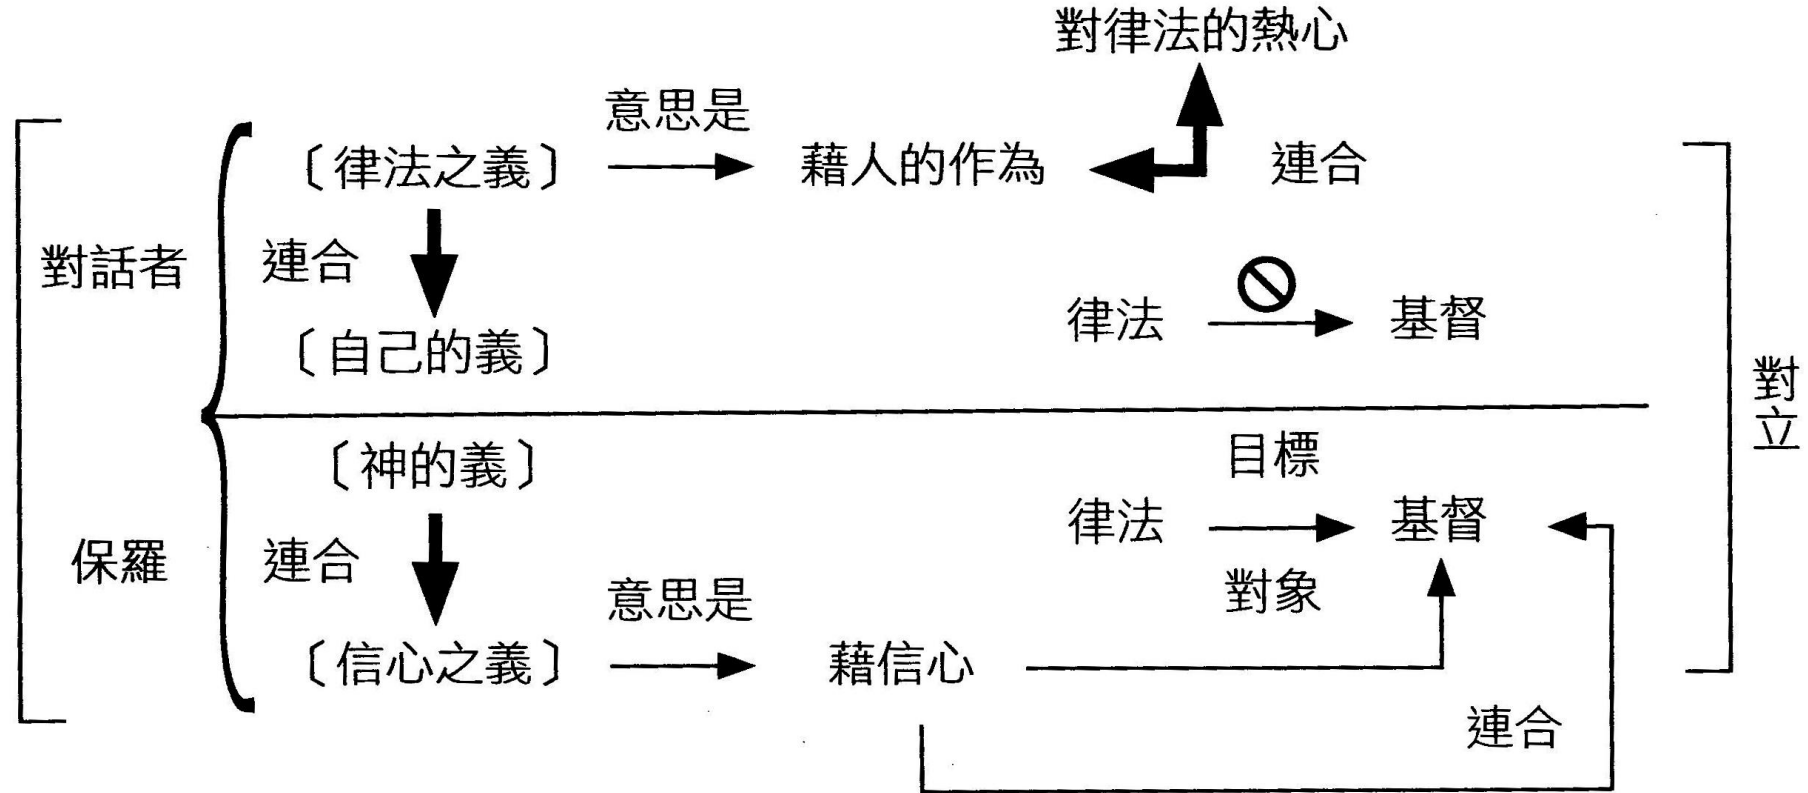 對律法的熱心
意思是
〔律法之義〕 藉人的作為 連合
對話者 連合
律法 基督
〔自己的義〕
對立
〔神的義〕 目標
律法 基督
保羅 連合
意思是 對象
〔信心之義〕 藉信心
連合